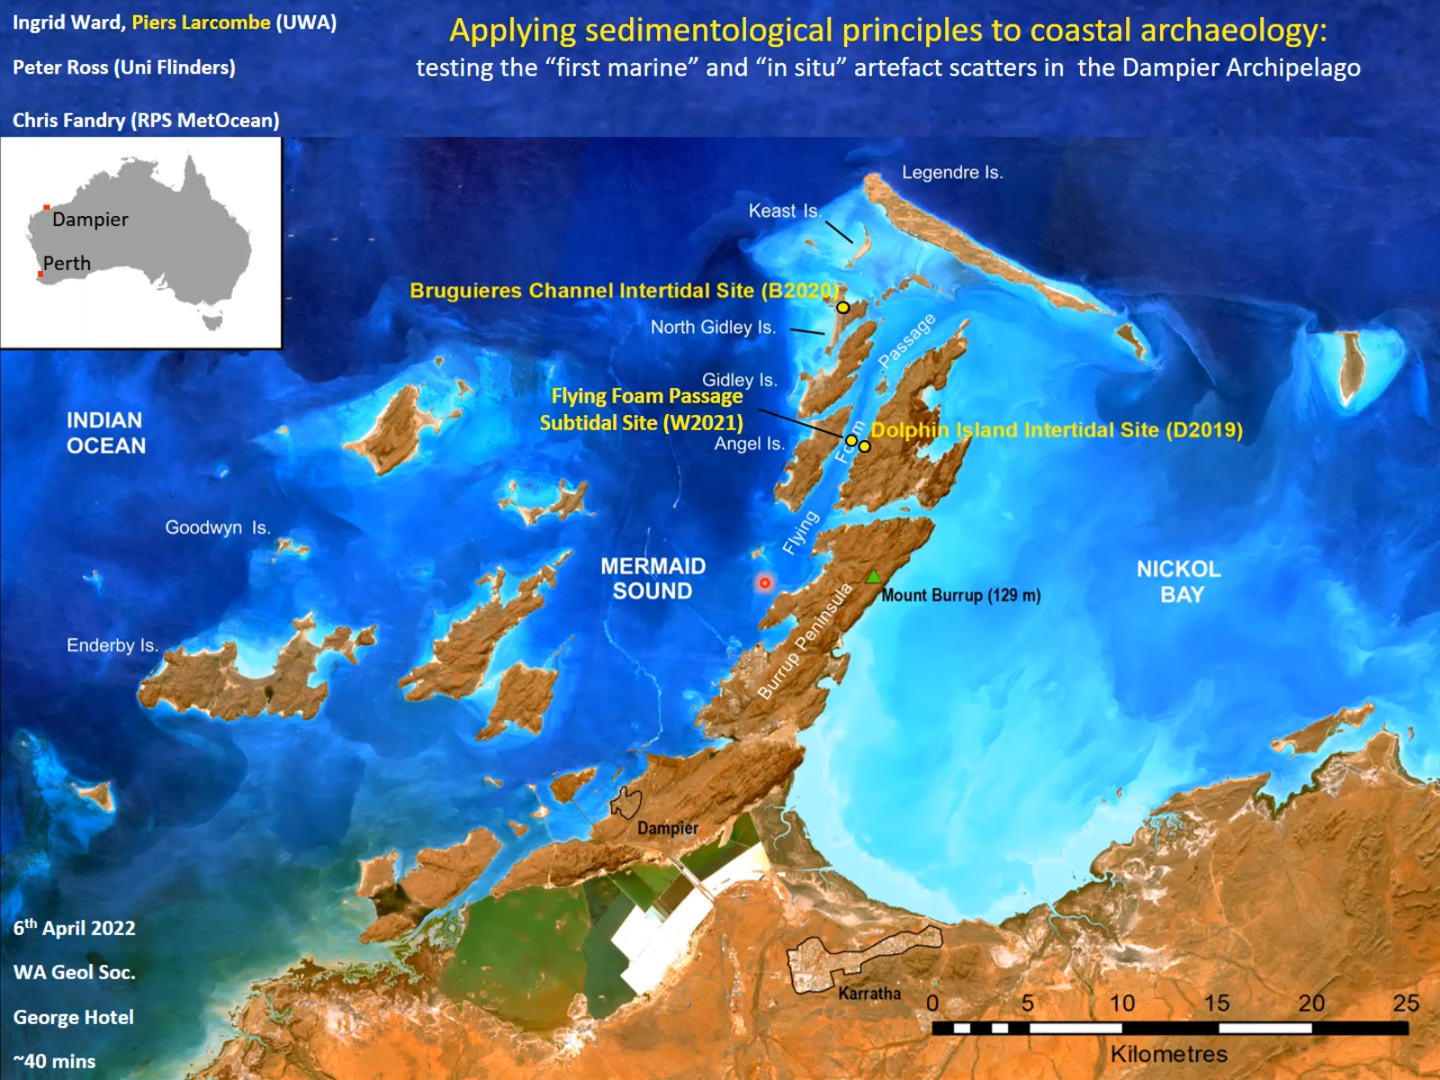 Ingrid Ward, Piers Larcombe (UWA)
Peter Ross (Uni Flinders)
Chris Fandry (RPS MetOcean)
Applying sedimentological principles to coastal archaeology:
testing the “first marine” and “in situ” artefact scatters in the Dampier Archipelago
Dampier
Perth
Legendre Is.
Keast Is.
Bruguieres Channel Intertidal Site (B2020)
North Gidley Is.
Gidley Is.
Flying Foam Passage
Subtidal Site (W2021)
Angel Is.
Dolphin Island Intertidal Site (D2019)
Flying Foam Passage
INDIAN
OCEAN
Goodwyn Is.
Enderby Is.
MERMAID
SOUND
NICKOL
BAY
Mount Burrup (129 m)
Burrup Peninsula
Dampier
Karratha
6th April 2022
WA Geol Soc.
George Hotel
~40 mins
0 5 10 15 20 25
Kilometres